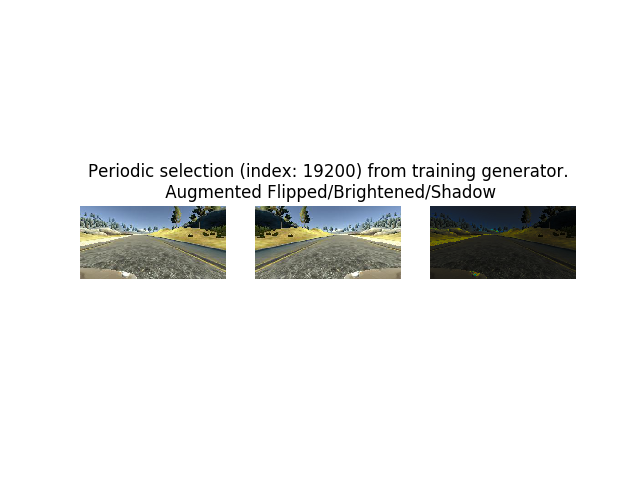 Periodic selection (index: 19200) from training generator.
Augmented Flipped/Brightened/Shadow